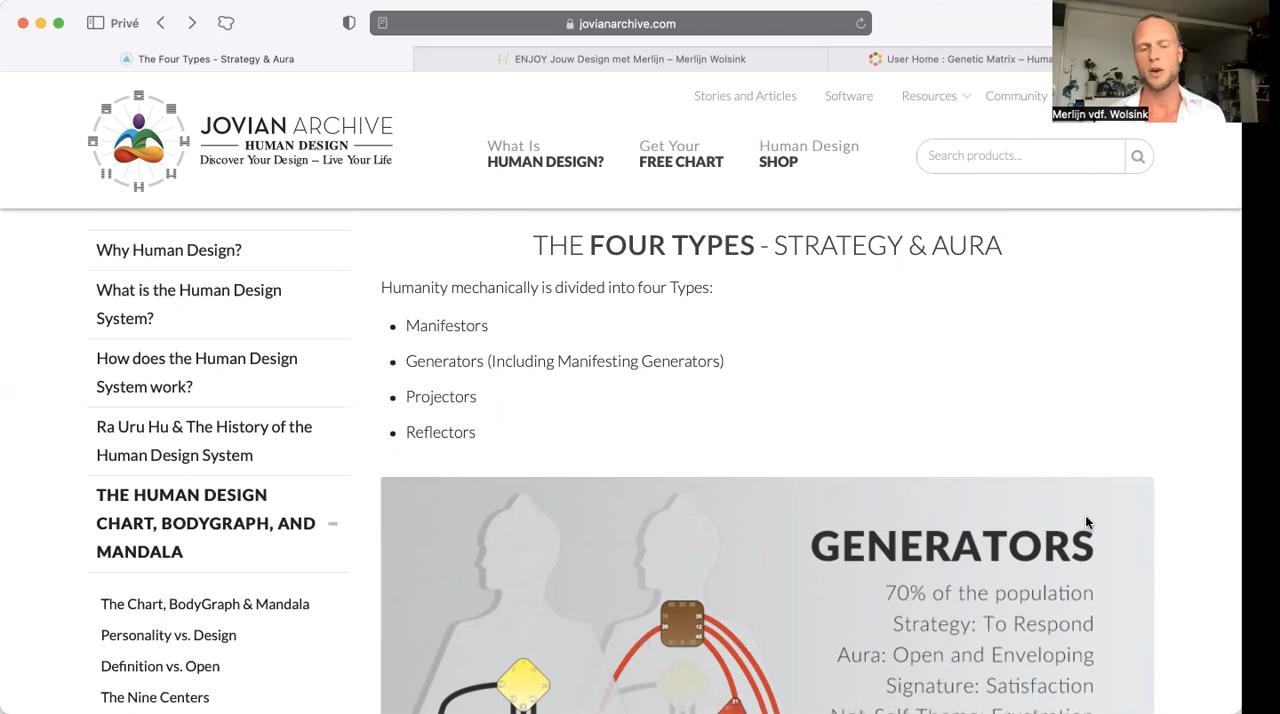 Privé
jovianarchive.com
The Four Types - Strategy & Aura
ENJOY Jouw Design met Merlijn – Merlijn Wolsink
User Home : Genetic Matrix – Huma
Merlijn vdf. Wolsink
Stories and Articles
Software
Resources
Community
JOVIAN ARCHIVE
HUMAN DESIGN
Discover Your Design – Live Your Life
What Is
HUMAN DESIGN?
Get Your
FREE CHART
Human Design
SHOP
Search products...
Why Human Design?
What is the Human Design
System?
How does the Human Design
System work?
Ra Uru Hu & The History of the
Human Design System
THE HUMAN DESIGN
CHART, BODYGRAPH, AND
MANDALA
The Chart, BodyGraph & Mandala
Personality vs. Design
Definition vs. Open
The Nine Centers
THE FOUR TYPES - STRATEGY & AURA
Humanity mechanically is divided into four Types:
Manifestors
Generators (Including Manifesting Generators)
Projectors
Reflectors
GENERATORS
70% of the population
Strategy: To Respond
Aura: Open and Enveloping
Signature: Satisfaction
Not-Self Theme: Frustration